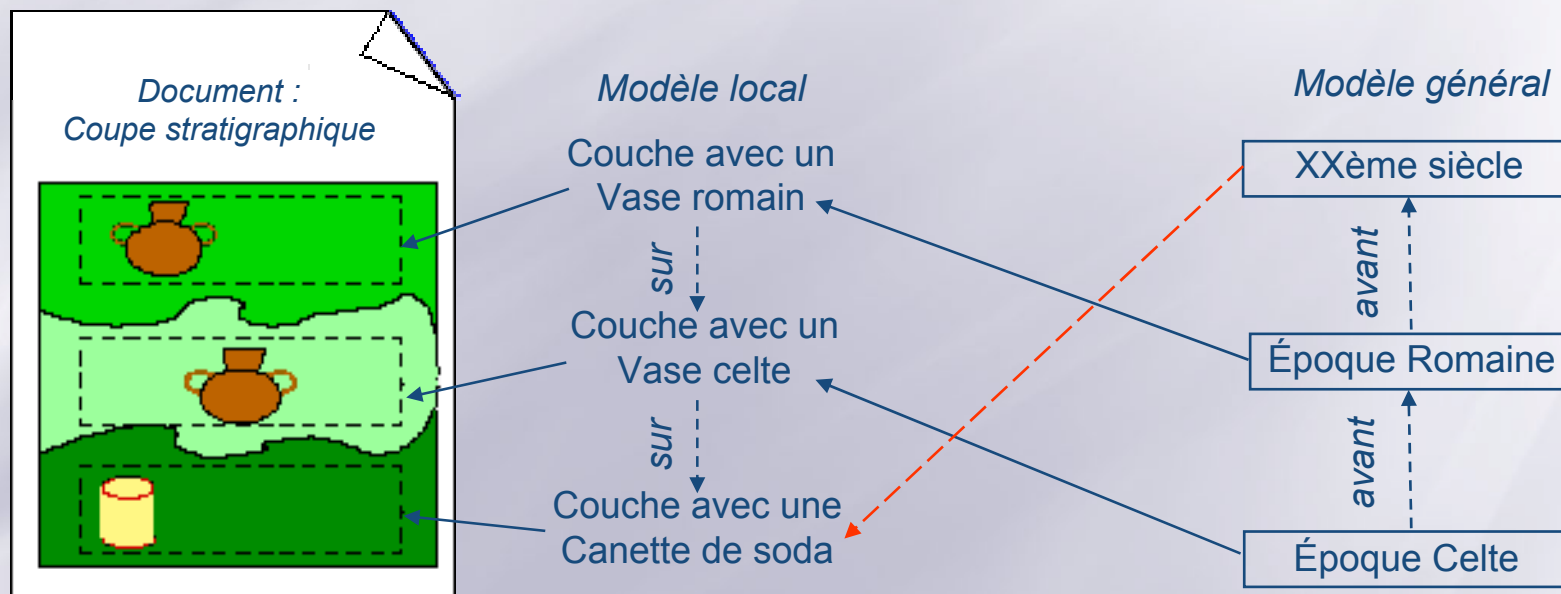 Document :
Coupe stratigraphique
Modèle local
Couche avec un
Vase romain
sur
Couche avec un
Vase celte
sur
Couche avec une
Canette de soda
Modèle général
XXème siècle
avant
Époque Romaine
avant
Époque Celte